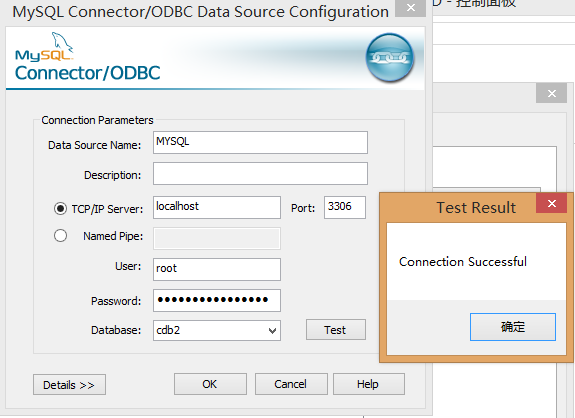 MySQL Connector/ODBC Data Source Configuration
D - 控制面板
MySQL
Connector/ODBC
Connection Parameters
Data Source Name: MYSQL
Description:
TCP/IP Server: localhost Port: 3306
Named Pipe:
User: root
Password: ••••••••••••••••
Database: cdb2 Test
Details >> OK Cancel Help
Test Result
Connection Successful
确定